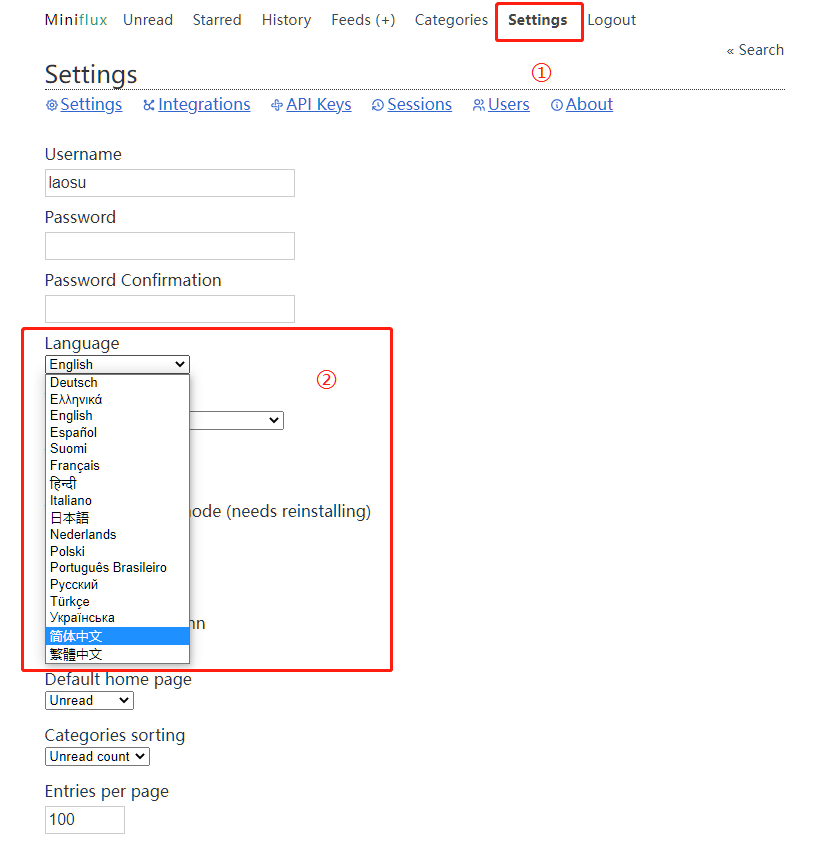 Miniflux Unread Starred History Feeds (+) Categories Settings Logout
« Search
Settings
①
Settings Integrations API Keys Sessions Users About
Username
laosu
Password
Password Confirmation
Language
English
②
Deutsch
Ελληνικά
English
Español
Suomi
Français
हिन्दी
Italiano
日本語
ode (needs reinstalling)
Nederlands
Polski
Português Brasileiro
Русский
Türkçe
Українська
nn
简体中文
繁體中文
Default home page
Unread
Categories sorting
Unread count
Entries per page
100